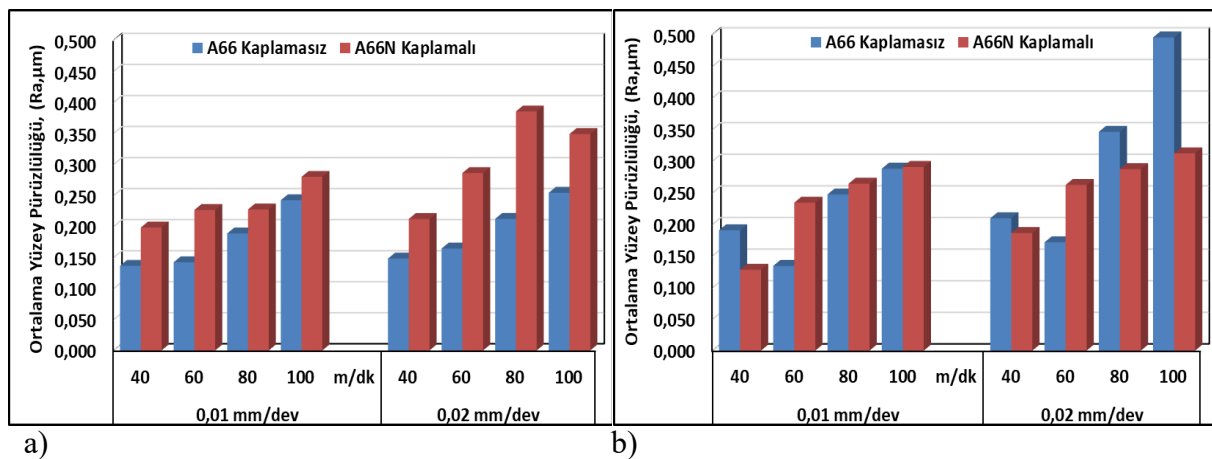 Ortalama Yüzey Pürüzlülüğü, (Ra,µm)
0,500
0,450
0,400
0,350
0,300
0,250
0,200
0,150
0,100
0,050
0,000
A66 Kaplamasız A66N Kaplamalı
40 60 80 100 m/dk 40 60 80 100
0,01 mm/dev 0,02 mm/dev
a)
Ortalama Yüzey Pürüzlülüğü, (Ra,µm)
0,500
0,450
0,400
0,350
0,300
0,250
0,200
0,150
0,100
0,050
0,000
A66 Kaplamasız A66N Kaplamalı
40 60 80 100 m/dk 40 60 80 100
0,01 mm/dev 0,02 mm/dev
b)